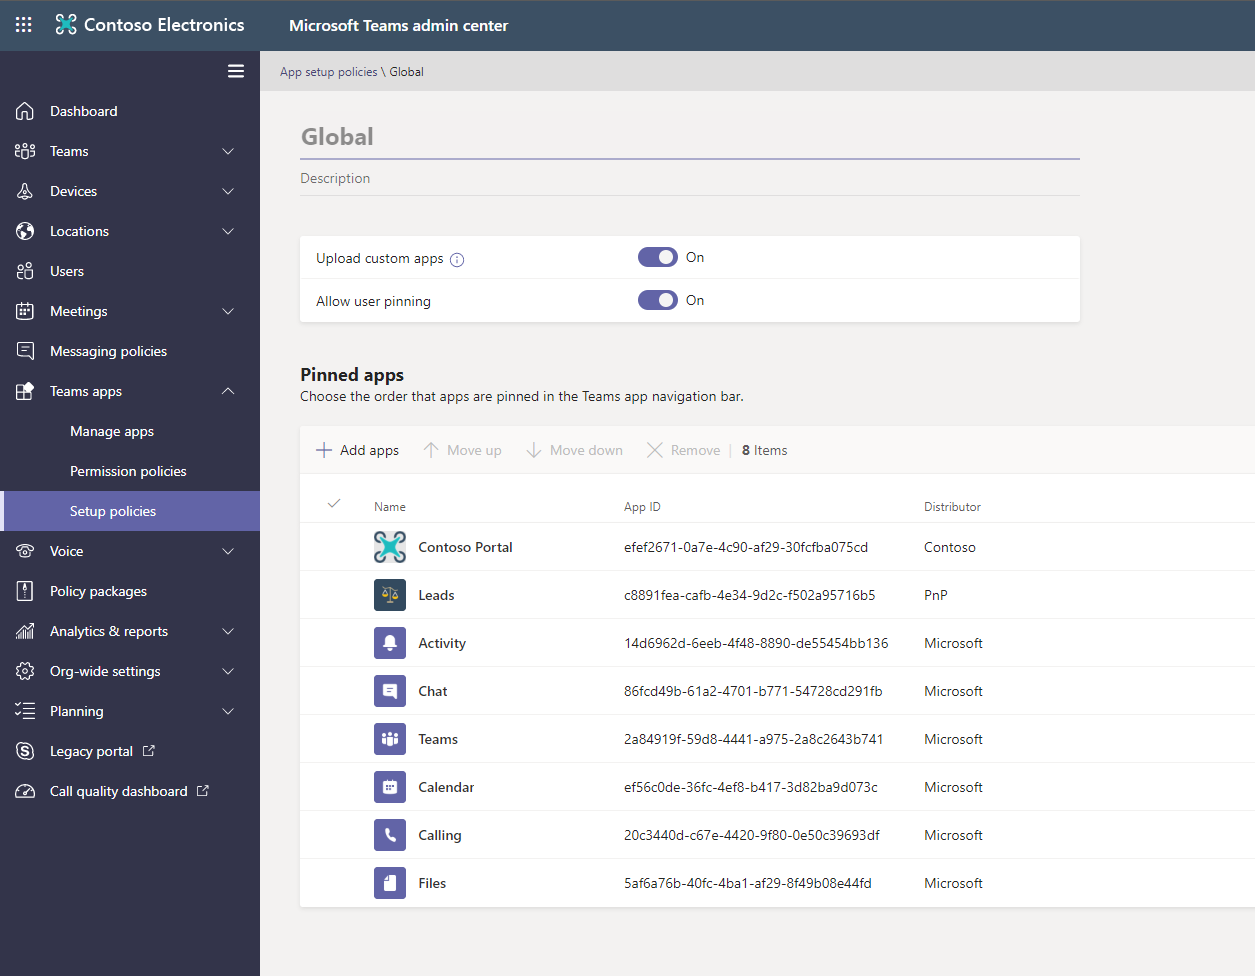 Contoso Electronics
Microsoft Teams admin center
App setup policies \ Global
Dashboard
Teams
Devices
Locations
Users
Meetings
Messaging policies
Teams apps
Manage apps
Permission policies
Setup policies
Voice
Policy packages
Analytics & reports
Org-wide settings
Planning
Legacy portal
Call quality dashboard
Global
Description
Upload custom apps On
Allow user pinning On
Pinned apps
Choose the order that apps are pinned in the Teams app navigation bar.
Add apps Move up Move down Remove | 8 Items
Name App ID Distributor
Contoso Portal efef2671-0a7e-4c90-af29-30fcfba075cd Contoso
Leads c8891fea-cafb-4e34-9d2c-f502a95716b5 PnP
Activity 14d6962d-6eeb-4f48-8890-de55454bb136 Microsoft
Chat 86fcd49b-61a2-4701-b771-54728cd291fb Microsoft
Teams 2a84919f-59d8-4441-a975-2a8c2643b741 Microsoft
Calendar ef56c0de-36fc-4ef8-b417-3d82ba9d073c Microsoft
Calling 20c3440d-c67e-4420-9f80-0e50c39693df Microsoft
Files 5af6a76b-40fc-4ba1-af29-8f49b08e44fd Microsoft